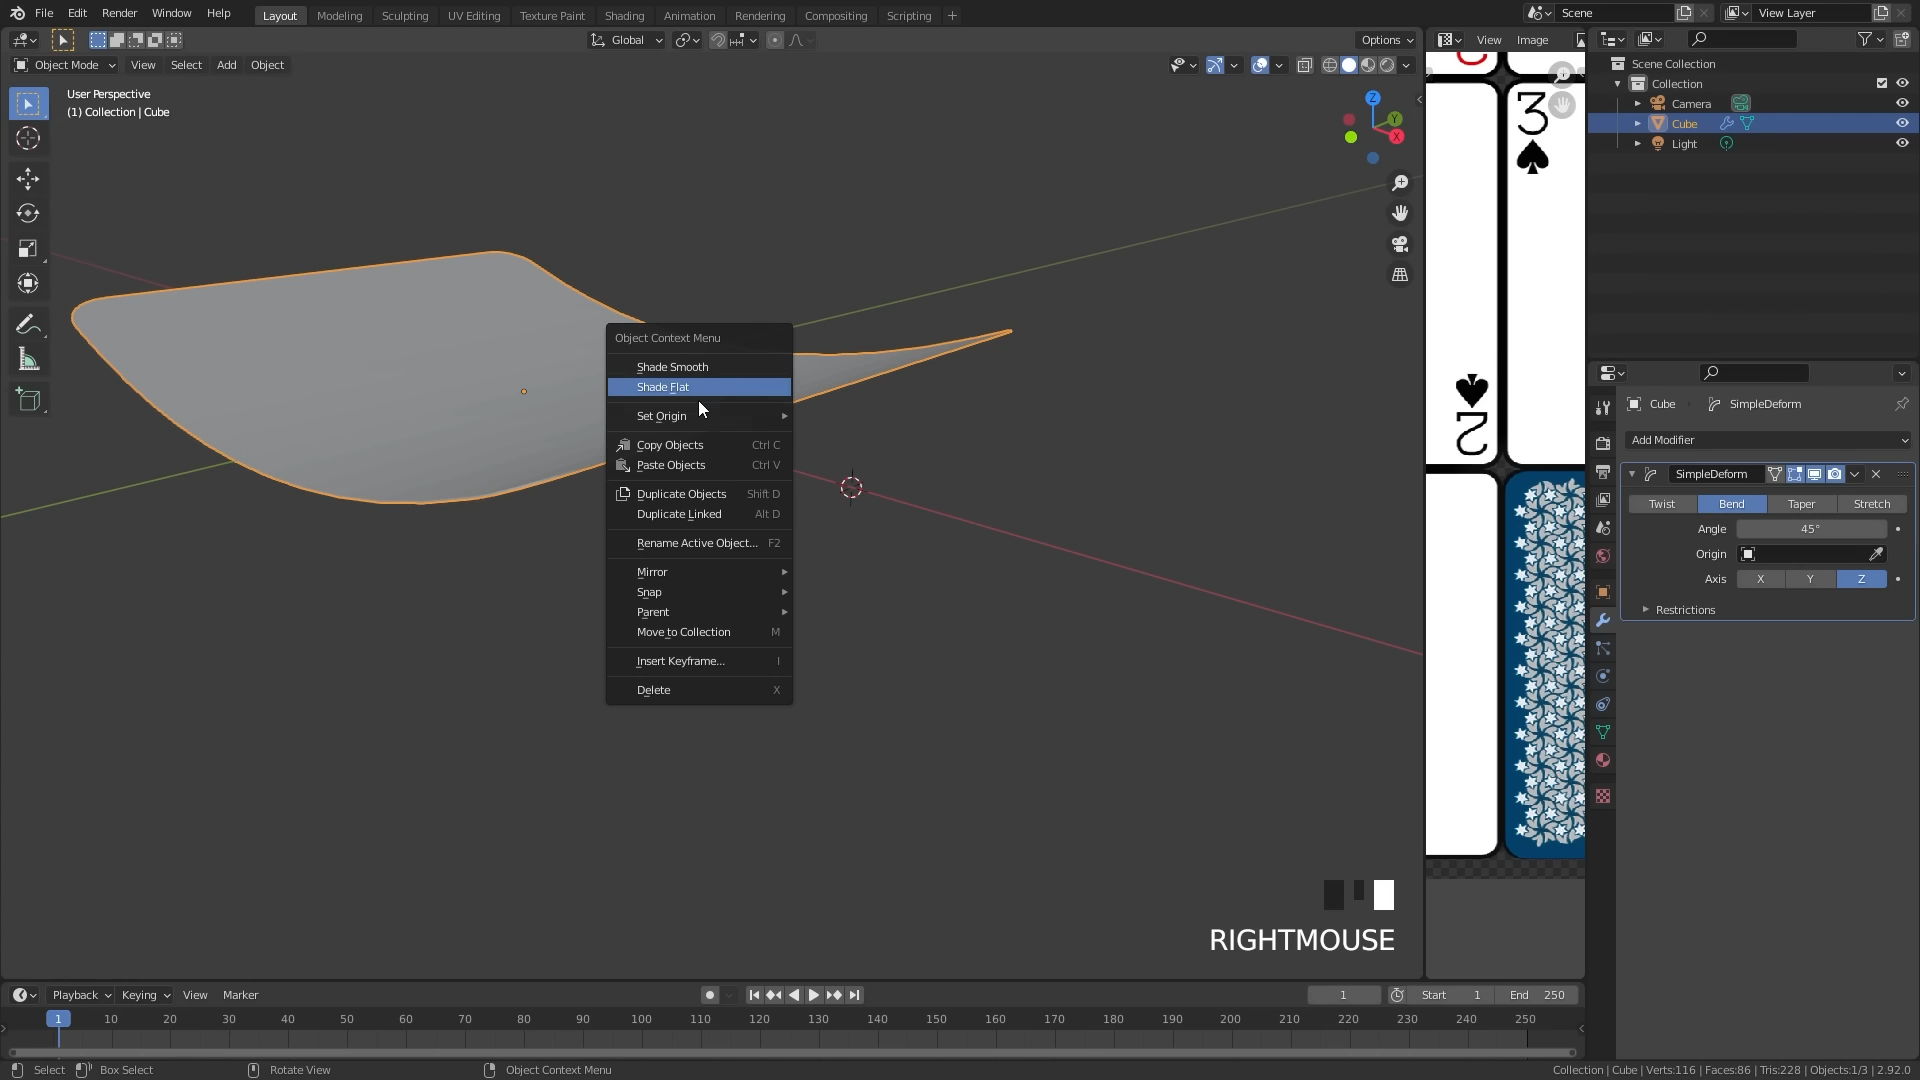 File Edit Render Window Help
Layout Modeling Sculpting UV Editing Texture Paint Shading Animation Rendering Compositing Scripting
Scene
View Layer
Global
Options
View Image
Object Mode View Select Add Object
User Perspective
(1) Collection | Cube
Z
Y
X
Scene Collection
Collection
Camera
Cube
Light
3
2
Object Context Menu
Shade Smooth
Shade Flat
Set Origin
Copy Objects Ctrl C
Paste Objects Ctrl V
Duplicate Objects Shift D
Duplicate Linked Alt D
Rename Active Object... F2
Mirror
Snap
Parent
Move to Collection M
Insert Keyframe... I
Delete X
Cube SimpleDeform
Add Modifier
SimpleDeform
Twist Bend Taper Stretch
Angle 45°
Origin
Axis X Y Z
Restrictions
RIGHTMOUSE
Playback Keying View Marker
1 Start 1 End 250
1 10 20 30 40 50 60 70 80 90 100 110 120 130 140 150 160 170 180 190 200 210 220 230 240 250
Select Box Select Rotate View Object Context Menu
Collection | Cube | Verts:116 | Faces:86 | Tris:228 | Objects:1/3 | 2.92.0